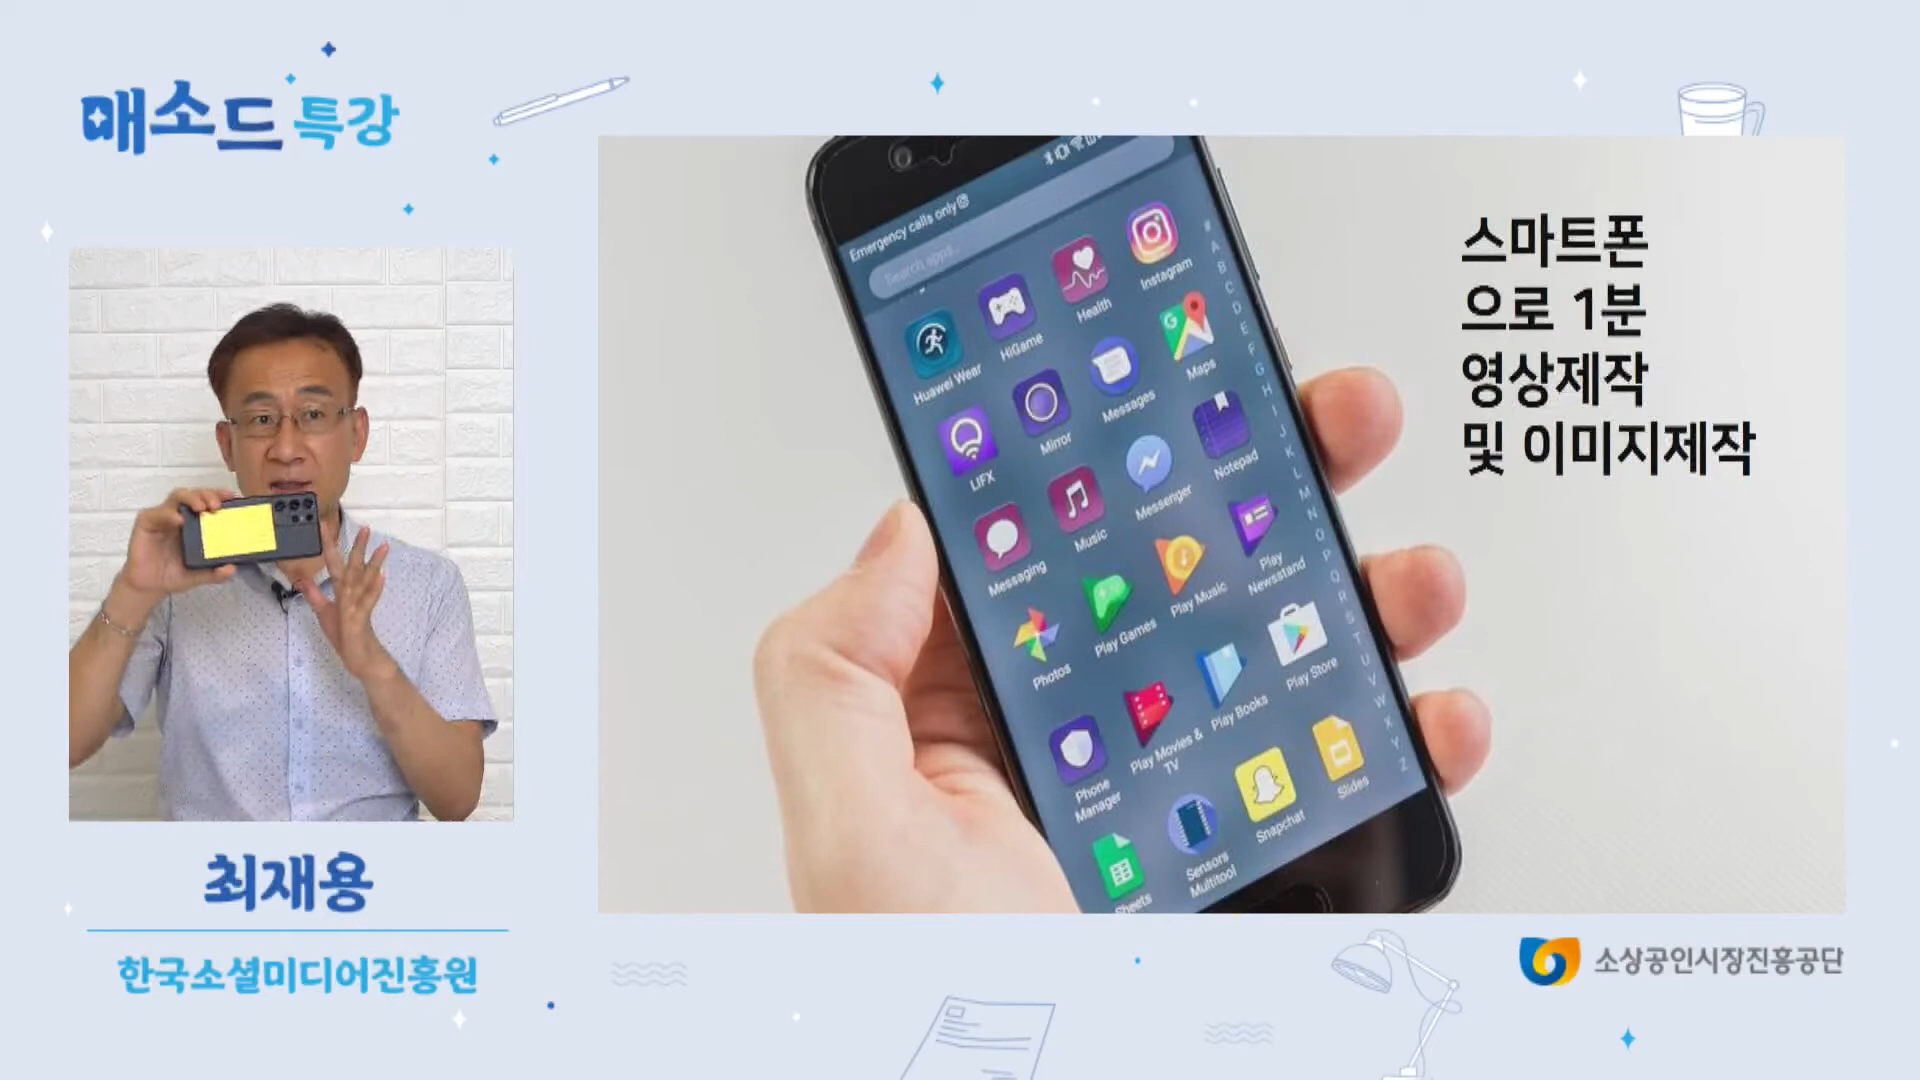 매소드 특강
스마트폰
으로 1분
영상제작
및 이미지제작
Emergency calls only
Search apps...
Huawei Wear
HiGame
Health
Instagram
LIFX
Mirror
Messages
Maps
Messaging
Music
Messenger
Notepad
Photos
Play Games
Play Music
Play
Newsstand
Phone
Manager
Play Movies &
TV
Play Books
Play Store
Sheets
Sensors
Multitool
Snapchat
Slides
#
A
B
C
D
E
F
G
H
I
J
K
L
M
N
O
P
Q
R
S
T
U
V
W
X
Y
Z
최재용
한국소셜미디어진흥원
소상공인시장진흥공단